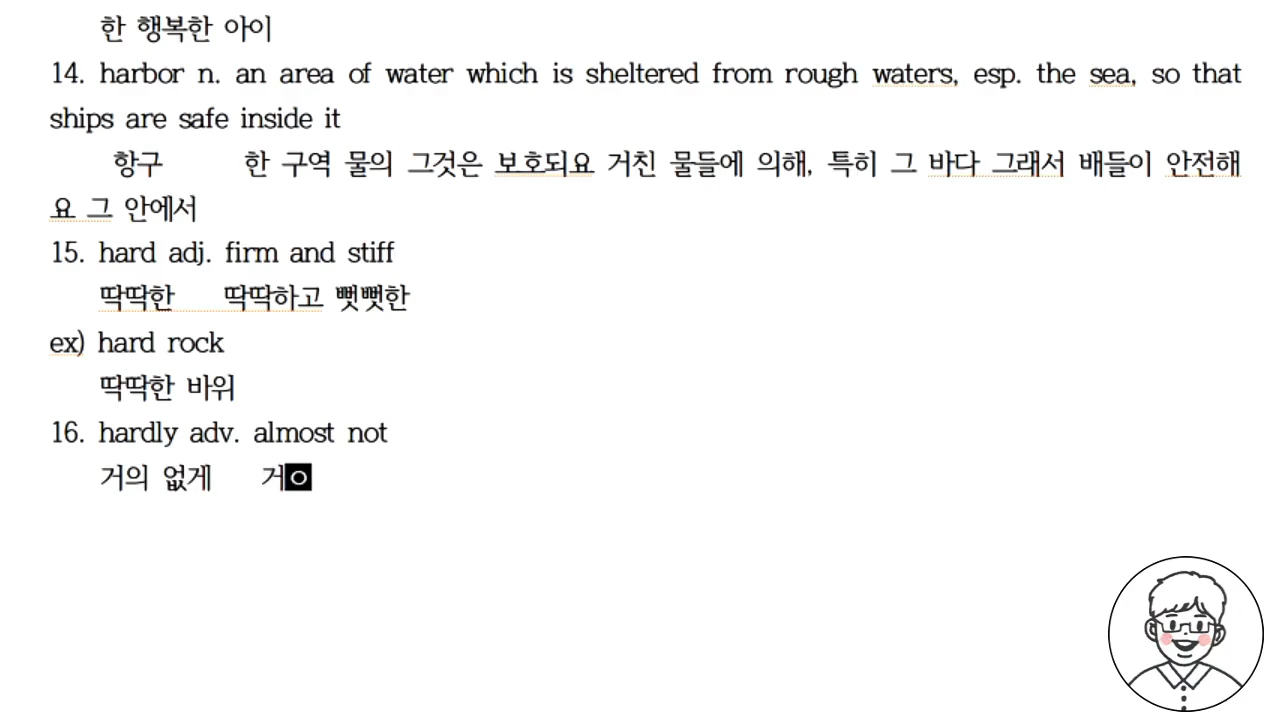 한 행복한 아이
14. harbor n. an area of water which is sheltered from rough waters, esp. the sea, so that
ships are safe inside it
항구 한 구역 물의 그것은 보호되요 거친 물들에 의해, 특히 그 바다 그래서 배들이 안전해
요 그 안에서
15. hard adj. firm and stiff
딱딱한 딱딱하고 뻣뻣한
ex) hard rock
딱딱한 바위
16. hardly adv. almost not
거의 없게 거ㅇ